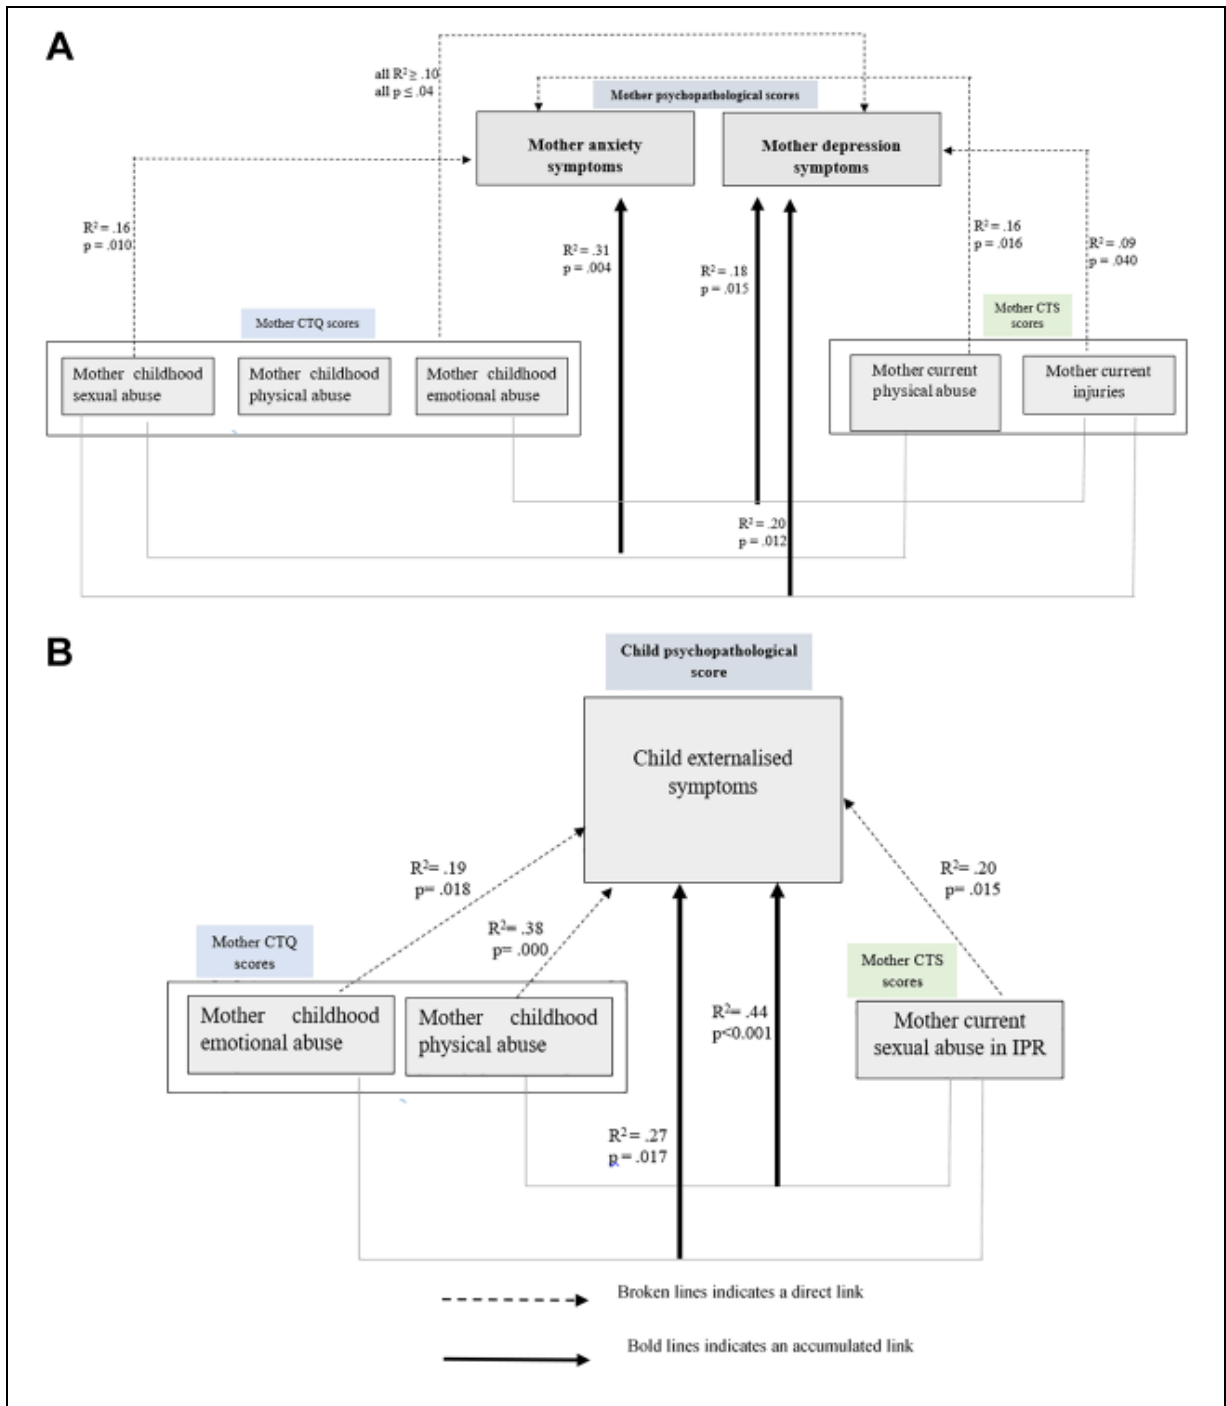 A
all R² ≥ .10
all p ≤ .04
Mother psychopathological scores
Mother anxiety
symptoms
Mother depression
symptoms
R² = .16
p = .010
R² = .31
p = .004
R² = .18
p = .015
R² = .16
p = .016
R² = .09
p = .040
Mother CTQ scores
Mother CTS
scores
Mother childhood
sexual abuse
Mother childhood
physical abuse
Mother childhood
emotional abuse
Mother current
physical abuse
Mother current
injuries
R² = .20
p = .012
B
Child psychopathological
score
Child externalised
symptoms
R²= .19
p= .018
R²= .38
p= .000
R²= .20
p= .015
Mother CTQ
scores
Mother CTS
scores
Mother childhood
emotional abuse
Mother childhood
physical abuse
Mother current
sexual abuse in IPR
R²= .44
p<0.001
R² = .27
p = .017
Broken lines indicates a direct link
Bold lines indicates an accumulated link